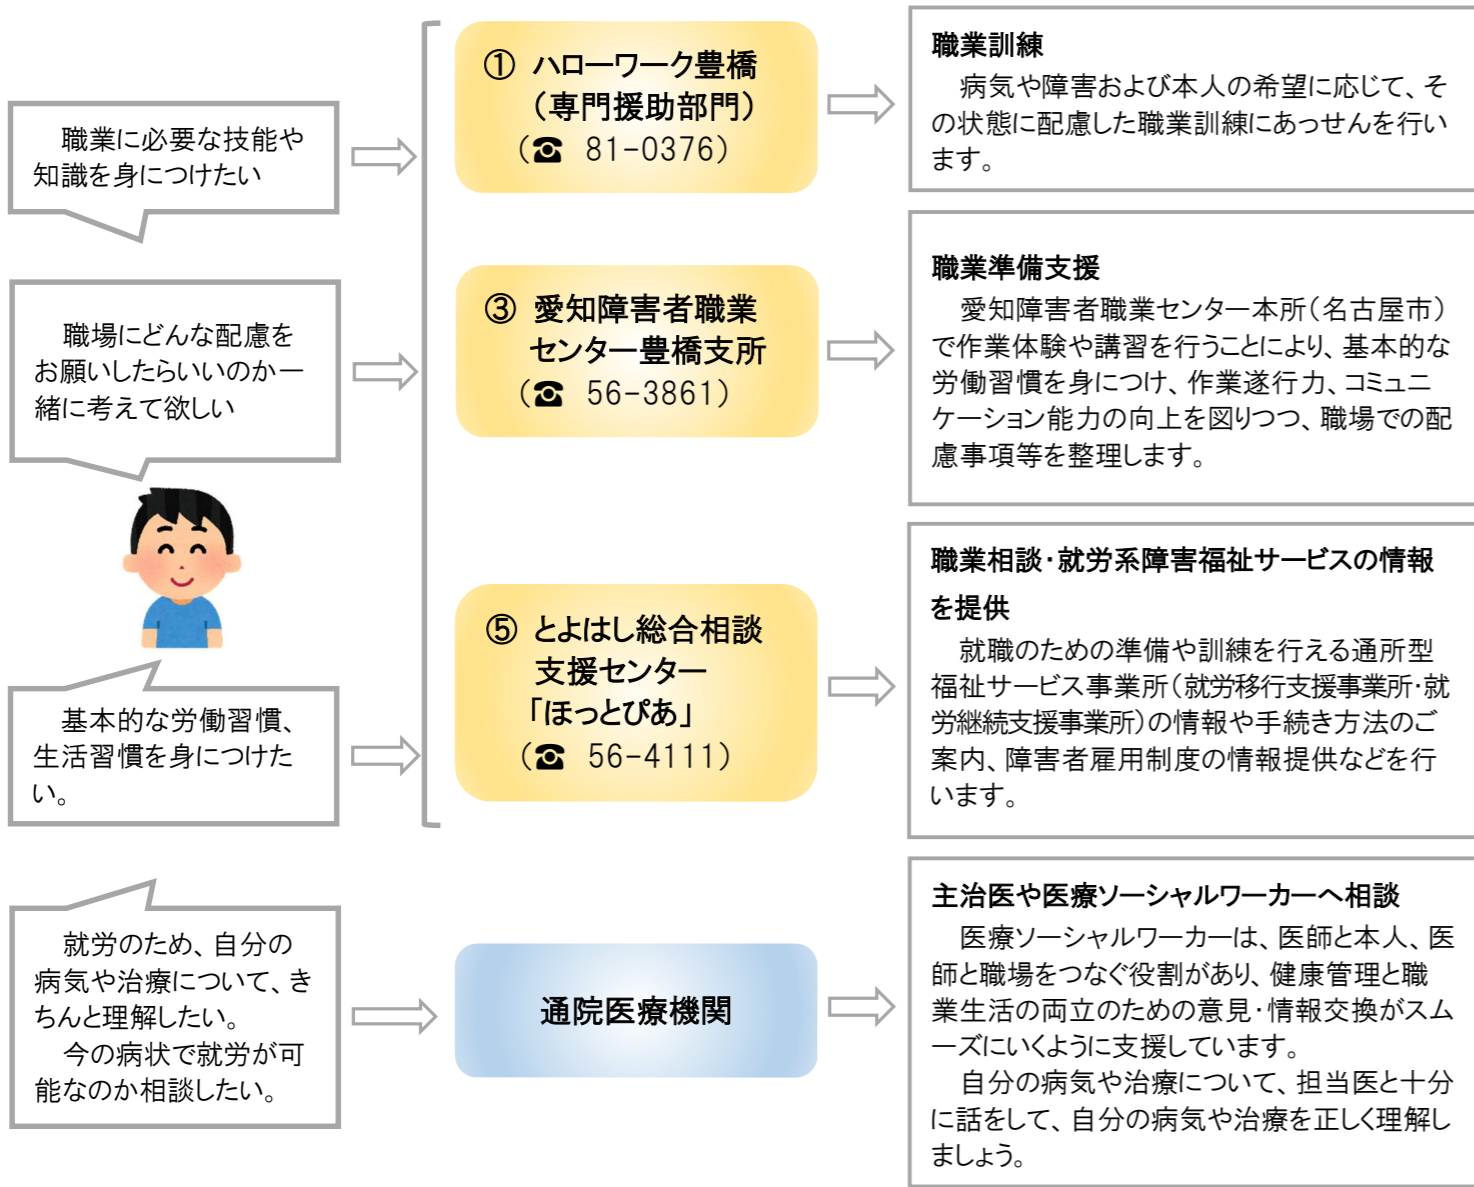 職業に必要な技能や
知識を身につけたい
職場にどんな配慮を
お願いしたらいいのか一
緒に考えて欲しい
基本的な労働習慣、
生活習慣を身につけた
い。
① ハローワーク豊橋
(専門援助部門)
(☎ 81-0376)
③ 愛知障害者職業
センター豊橋支所
(☎ 56-3861)
⑤ とよはし総合相談
支援センター
「ほっとぴあ」
(☎ 56-4111)
職業訓練
病気や障害および本人の希望に応じて、そ
の状態に配慮した職業訓練にあっせんを行い
ます。
職業準備支援
愛知障害者職業センター本所(名古屋市)
で作業体験や講習を行うことにより、基本的な
労働習慣を身につけ、作業遂行力、コミュニ
ケーション能力の向上を図りつつ、職場での配
慮事項等を整理します。
職業相談・就労系障害福祉サービスの情報
を提供
就職のための準備や訓練を行える通所型
福祉サービス事業所(就労移行支援事業所・就
労継続支援事業所)の情報や手続き方法のご
案内、障害者雇用制度の情報提供などを行
います。
就労のため、自分の
病気や治療について、き
ちんと理解したい。
今の病状で就労が可
能なのか相談したい。
通院医療機関
主治医や医療ソーシャルワーカーへ相談
医療ソーシャルワーカーは、医師と本人、医
師と職場をつなぐ役割があり、健康管理と職
業生活の両立のための意見・情報交換がスム
ーズにいくように支援しています。
自分の病気や治療について、担当医と十分
に話をして、自分の病気や治療を正しく理解し
ましょう。